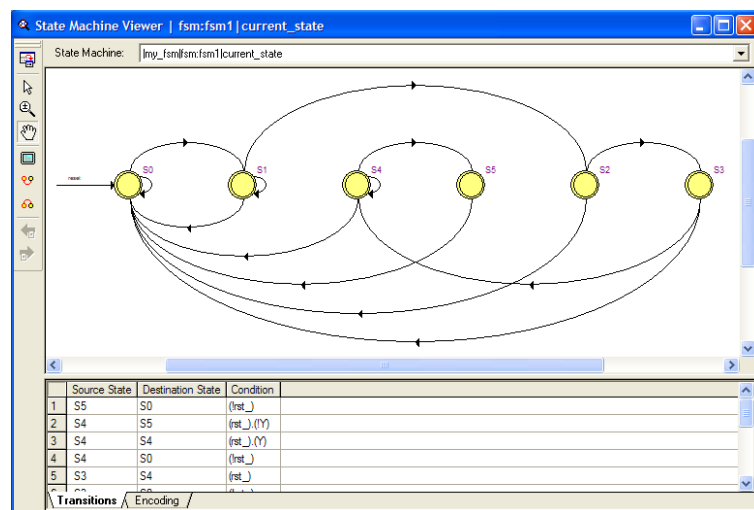 State Machine Viewer | fsm:fsm1|current_state
State Machine: |my_fsm|fsm:fsm1|current_state
reset
S0 S1 S4 S5 S2 S3
Source State Destination State Condition
1 S5 S0 (!rst_)
2 S4 S5 (rst_).(!Y)
3 S4 S4 (rst_).(Y)
4 S4 S0 (!rst_)
5 S3 S4 (rst_)
Transitions Encoding